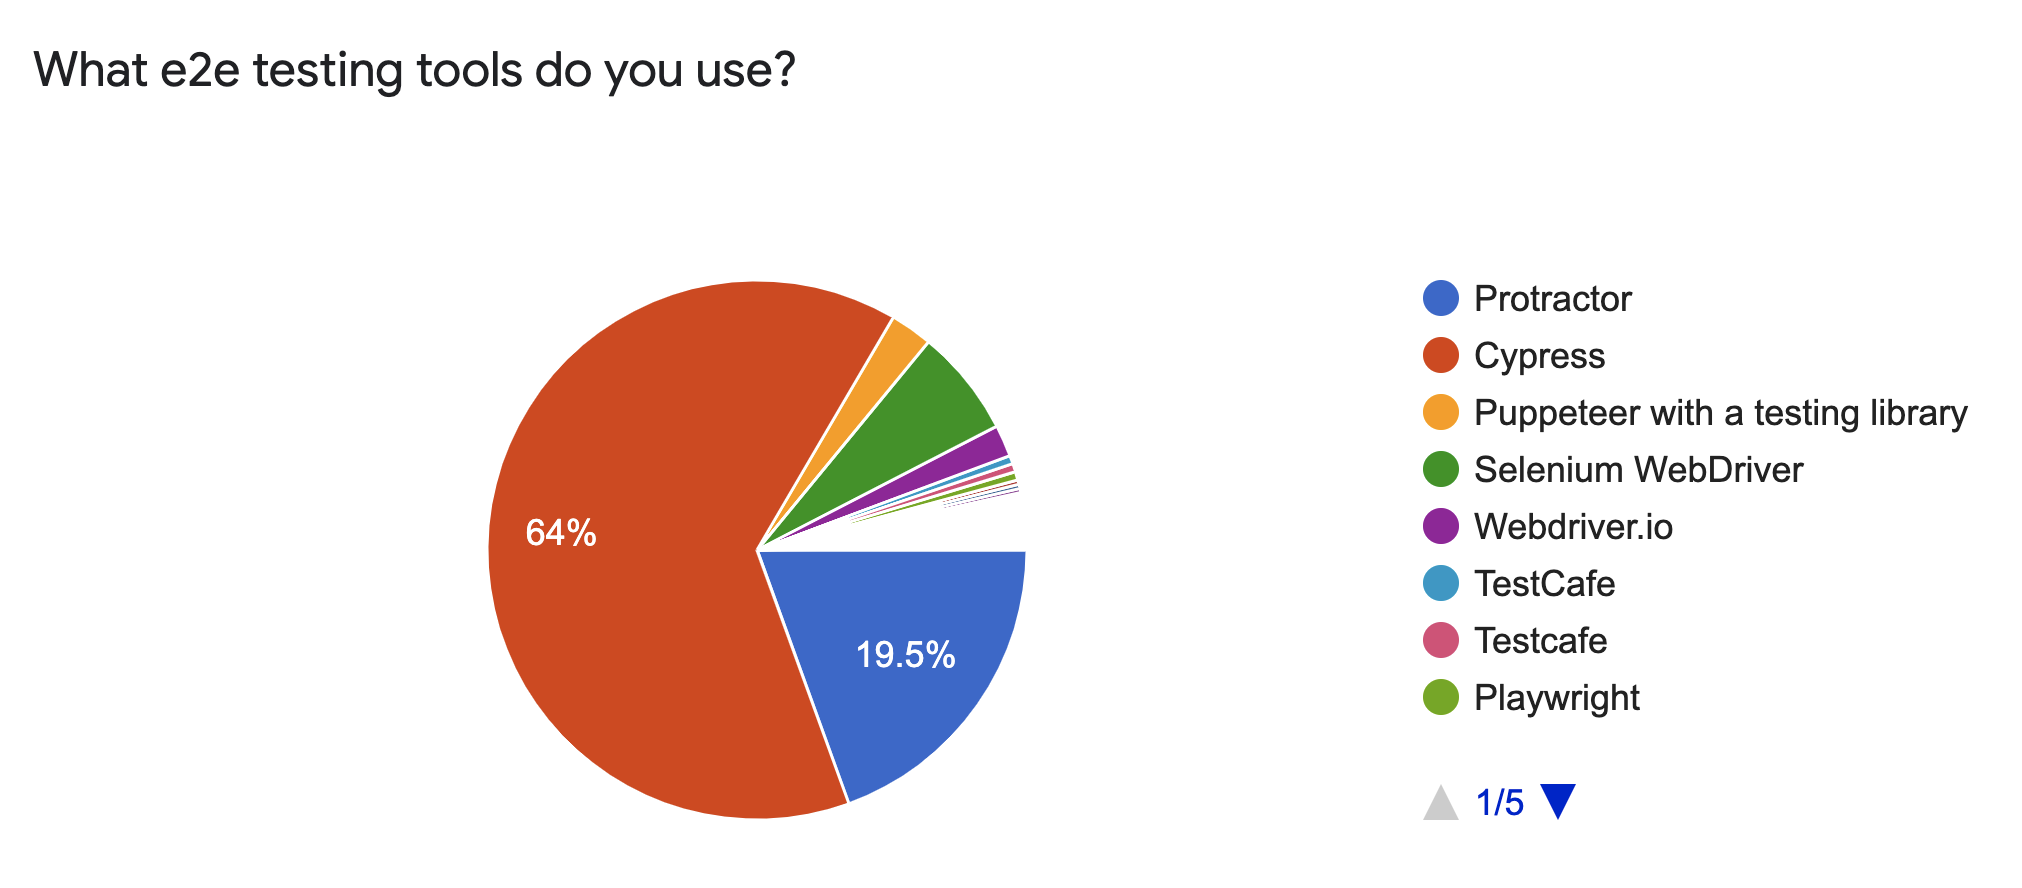 What e2e testing tools do you use?
64%
19.5%
Protractor
Cypress
Puppeteer with a testing library
Selenium WebDriver
Webdriver.io
TestCafe
Testcafe
Playwright
1/5